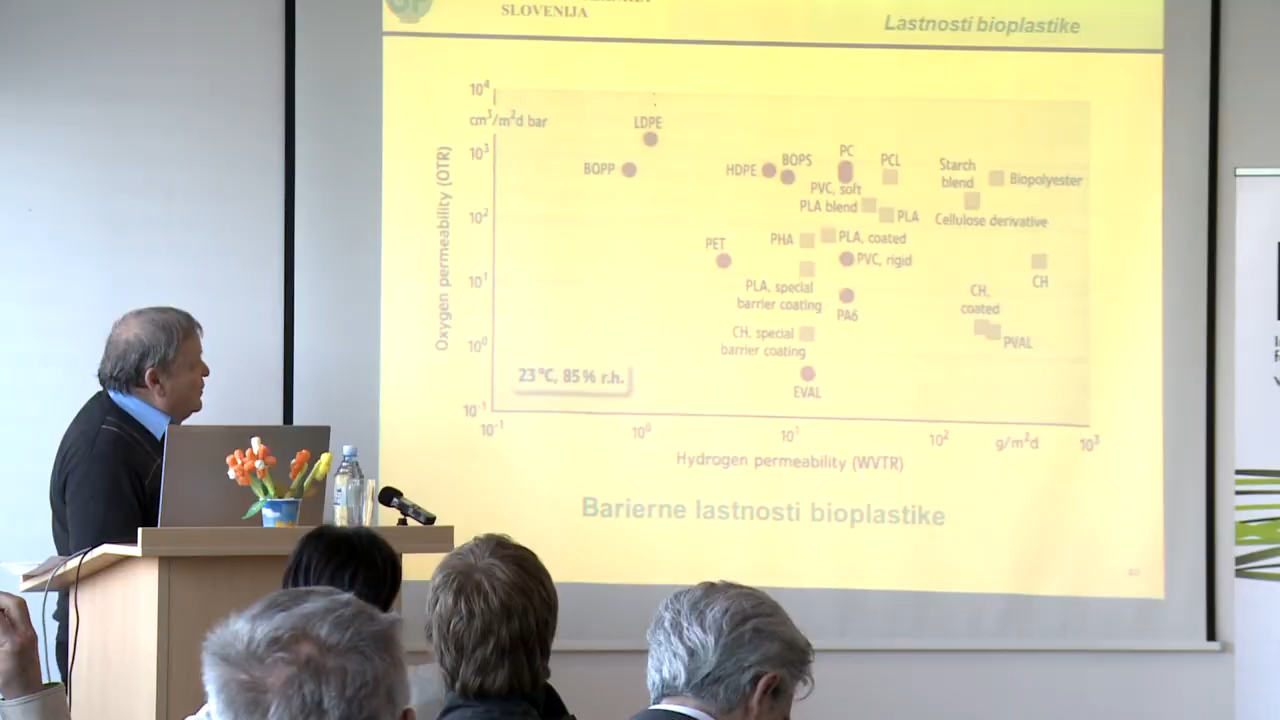 SLOVENIJA
Lastnosti bioplastike
10⁴
cm³/m²d bar
LDPE
10³
BOPP
HDPE
BOPS
PC
PCL
Starch
blend
Biopolyester
PVC, soft
PLA blend
PLA
Cellulose derivative
10²
PET
PHA
PLA, coated
PVC, rigid
10¹
PLA, special
barrier coating
PA6
CH
CH,
coated
PVAL
10⁰
CH, special
barrier coating
EVAL
23 °C, 85 % r.h.
10⁻¹
Oxygen permeability (OTR)
10⁻¹
10⁰
10¹
10²
g/m²d
10³
Hydrogen permeability (WVTR)
Barierne lastnosti bioplastike